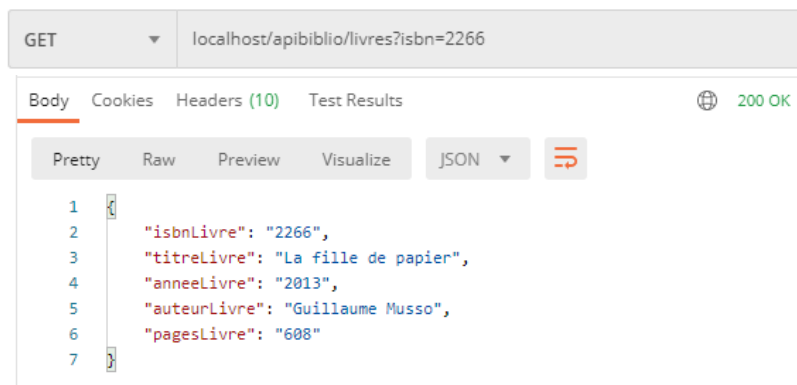 GET localhost/apibiblio/livres?isbn=2266
Body Cookies Headers (10) Test Results 200 OK
Pretty Raw Preview Visualize JSON
1 {
2 "isbnLivre": "2266",
3 "titreLivre": "La fille de papier",
4 "anneeLivre": "2013",
5 "auteurLivre": "Guillaume Musso",
6 "pagesLivre": "608"
7 }